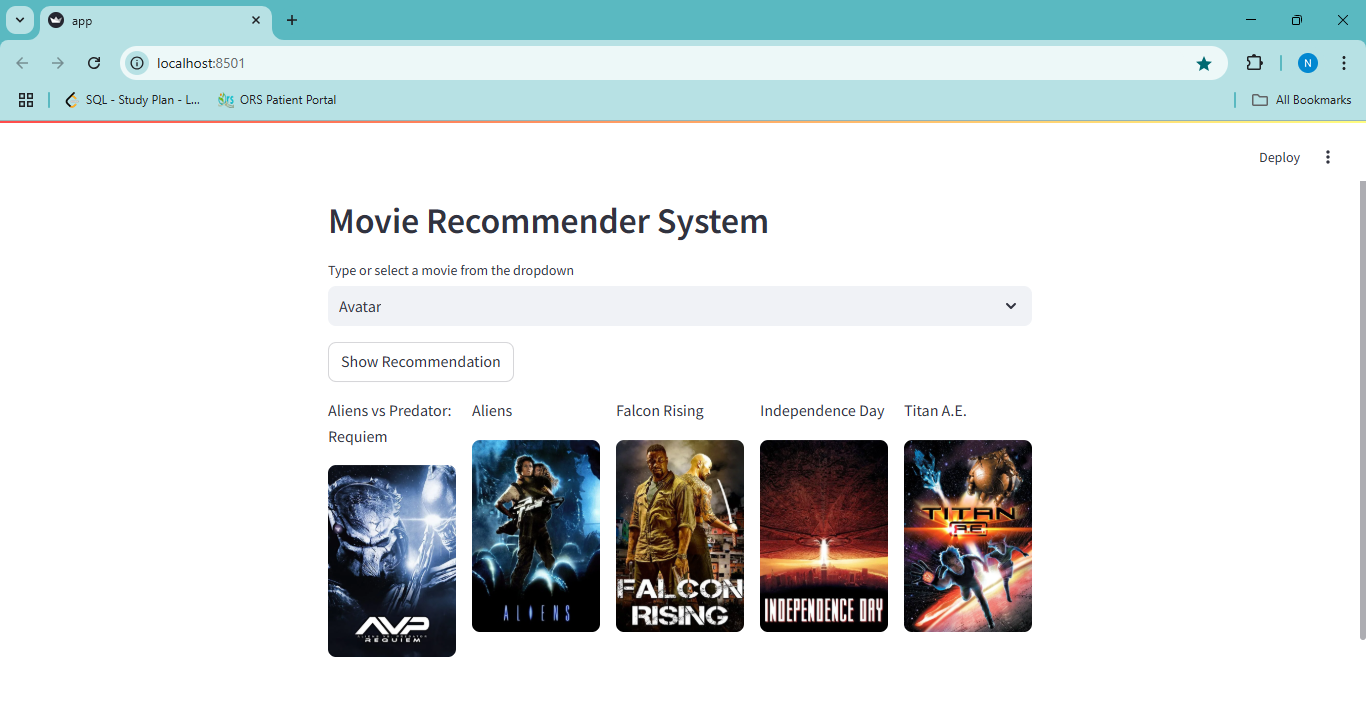 app
localhost:8501
N
SQL - Study Plan - L...
ORS Patient Portal
All Bookmarks
Deploy
Movie Recommender System
Type or select a movie from the dropdown
Avatar
Show Recommendation
Aliens vs Predator:
Requiem
Aliens
Falcon Rising
Independence Day
Titan A.E.
AVP
REQUIEM
ALIENS
FALCON
RISING
INDEPENDENCE DAY
TITAN
A.E.